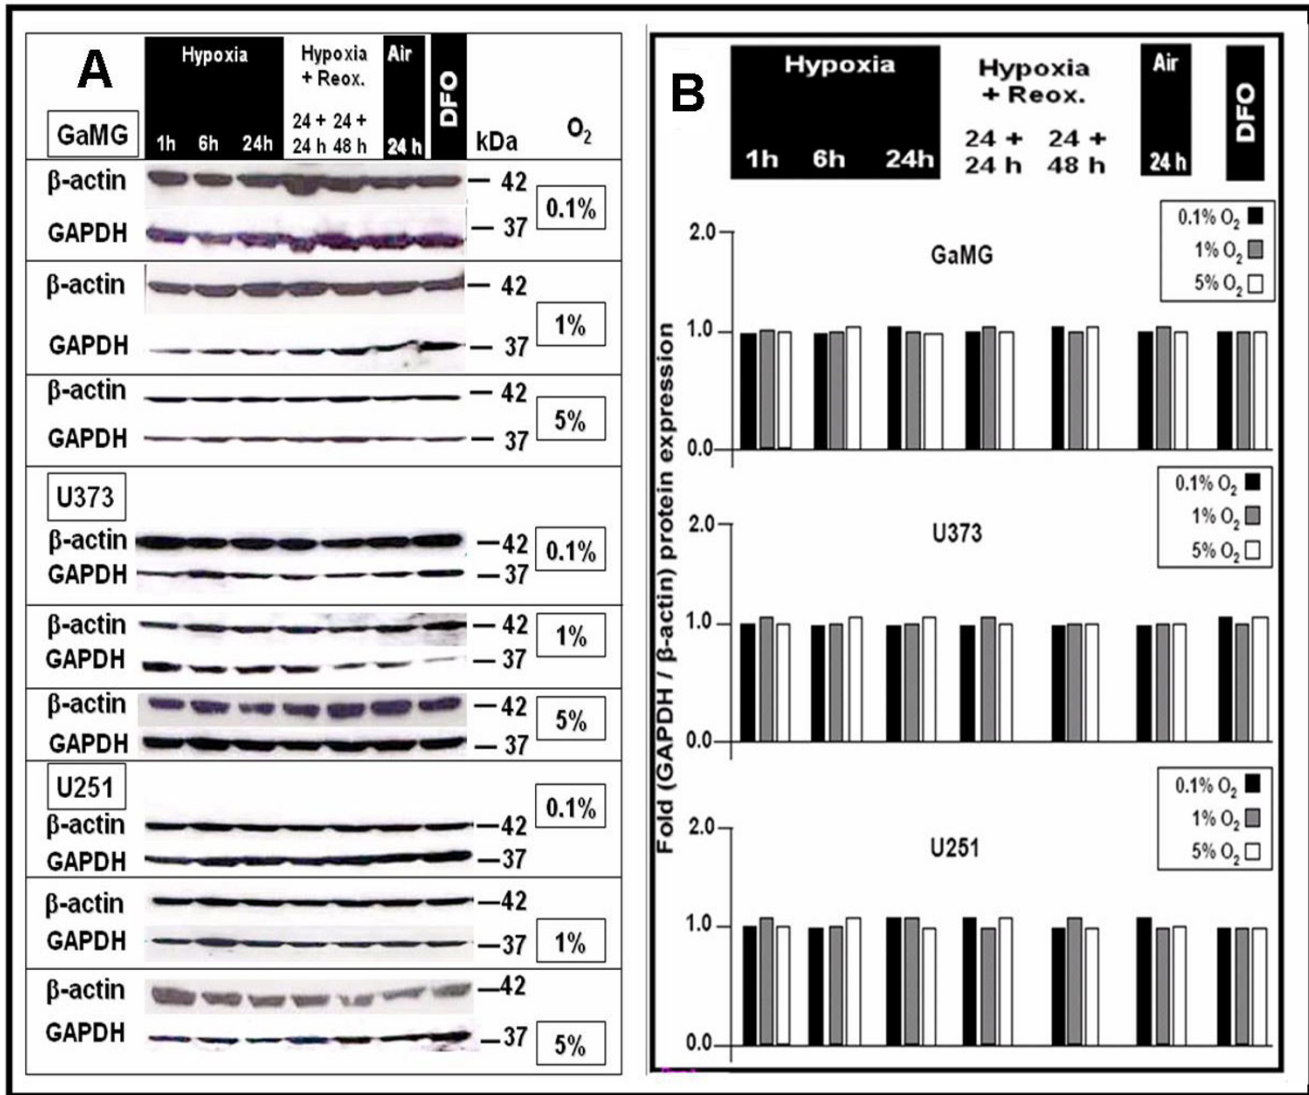 A
Hypoxia
Hypoxia
+ Reox.
Air
DFO
GaMG
1h 6h 24h
24 + 24 +
24 h 48 h
24 h
kDa
O₂
β-actin
42
0.1%
GAPDH
37
β-actin
42
1%
GAPDH
37
β-actin
42
5%
GAPDH
37
U373
β-actin
42
0.1%
GAPDH
37
β-actin
42
1%
GAPDH
37
β-actin
42
5%
GAPDH
37
U251
0.1%
β-actin
42
GAPDH
37
β-actin
42
GAPDH
37
1%
β-actin
42
GAPDH
37
5%
B
Hypoxia
1h 6h 24h
Hypoxia
+ Reox.
24 + 24 +
24 h 48 h
Air
24 h
DFO
Fold (GAPDH / β-actin) protein expression
GaMG
2.0
1.0
0.0
0.1% O₂
1% O₂
5% O₂
U373
2.0
1.0
0.0
0.1% O₂
1% O₂
5% O₂
U251
2.0
1.0
0.0
0.1% O₂
1% O₂
5% O₂